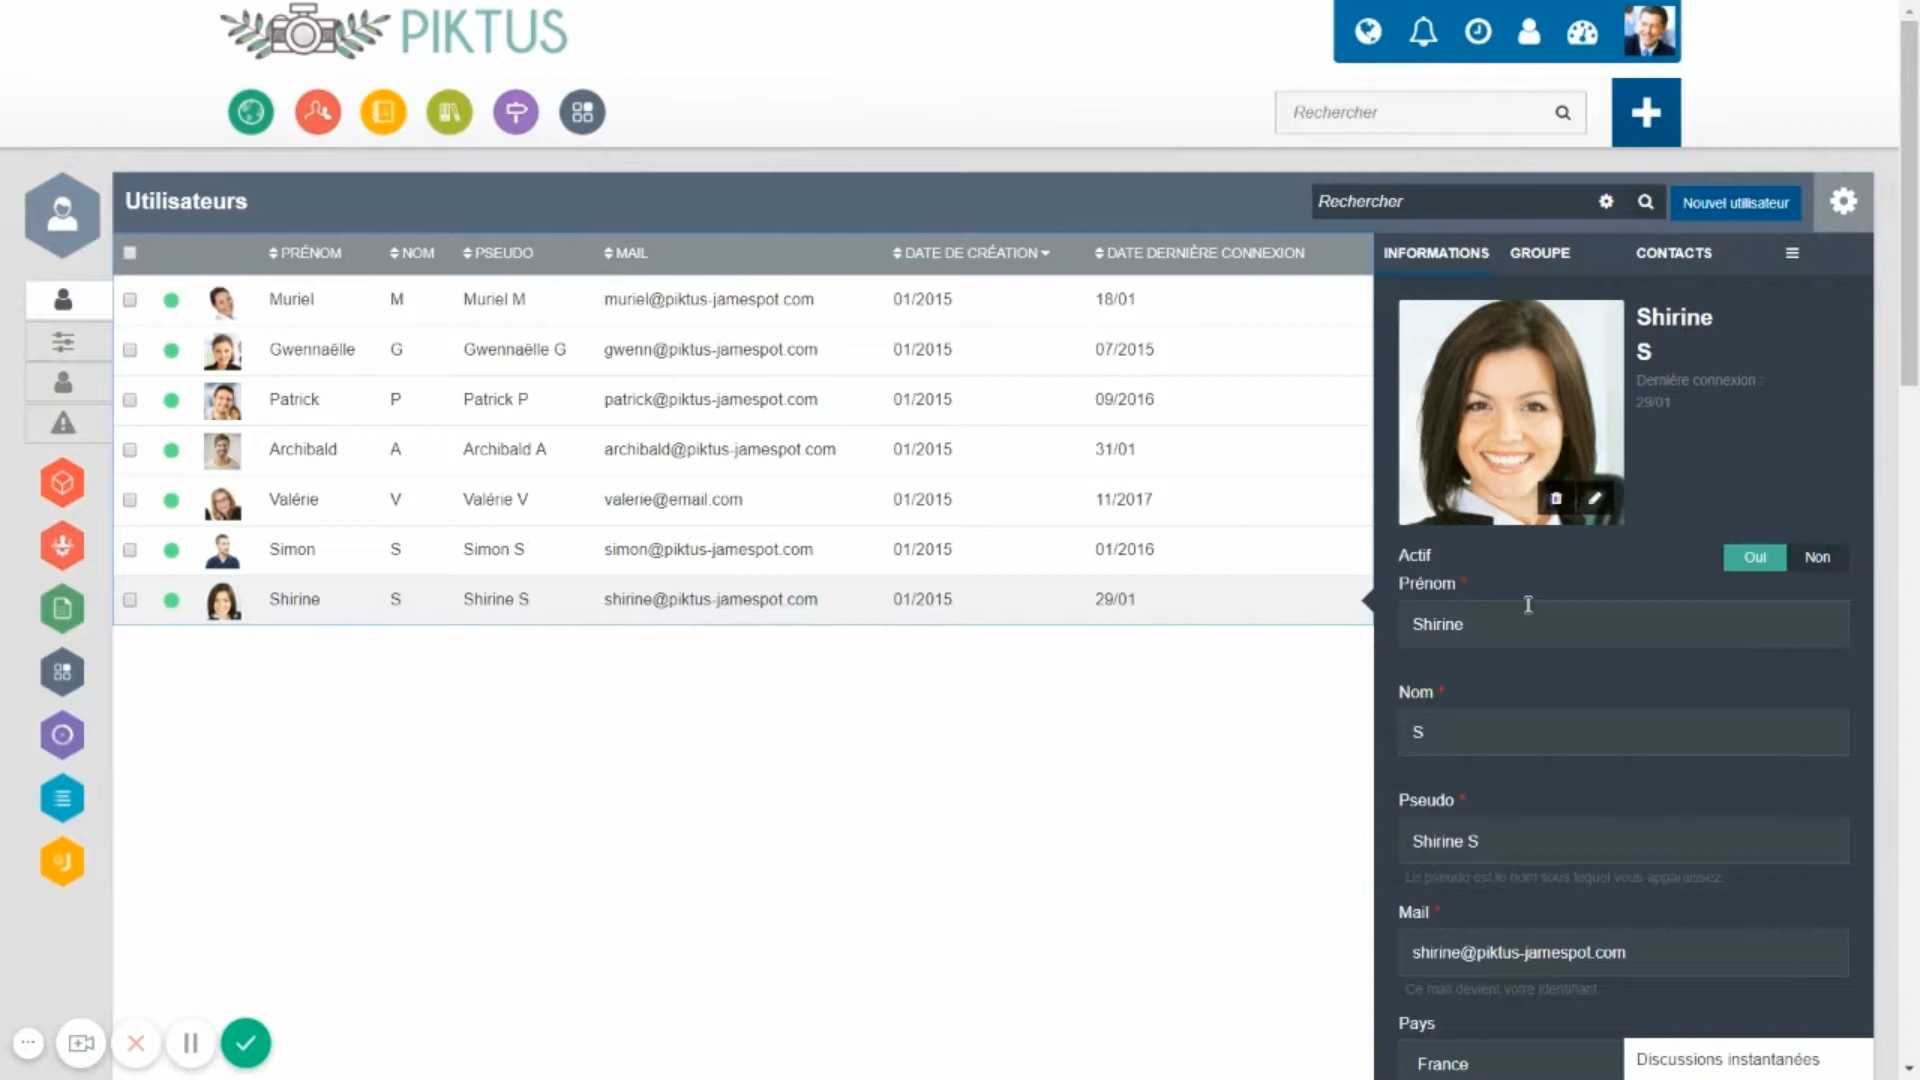 PIKTUS
Rechercher
Utilisateurs
Rechercher
Nouvel utilisateur
PRÉNOM NOM PSEUDO MAIL DATE DE CRÉATION DATE DERNIÈRE CONNEXION
Muriel M Muriel M muriel@piktus-jamespot.com 01/2015 18/01
Gwennaëlle G Gwennaëlle G gwenn@piktus-jamespot.com 01/2015 07/2015
Patrick P Patrick P patrick@piktus-jamespot.com 01/2015 09/2016
Archibald A Archibald A archibald@piktus-jamespot.com 01/2015 31/01
Valérie V Valérie V valerie@email.com 01/2015 11/2017
Simon S Simon S simon@piktus-jamespot.com 01/2015 01/2016
Shirine S Shirine S shirine@piktus-jamespot.com 01/2015 29/01
INFORMATIONS GROUPE CONTACTS
Shirine
S
Dernière connexion :
29/01
Actif Oui Non
Prénom *
Shirine
Nom *
S
Pseudo *
Shirine S
Le pseudo est le nom sous lequel vous apparaissez
Mail *
shirine@piktus-jamespot.com
Ce mail devient votre identifiant
Pays
France
Discussions instantanées